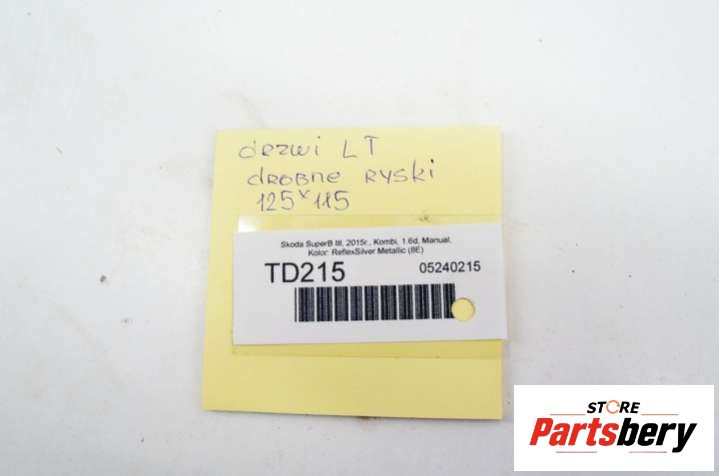 drzwi LT
drobne ryski
125x115
Skoda SuperB III, 2015r., Kombi, 1.6d, Manual,
Kolor: ReflexSilver Metallic (8E)
TD215 05240215
STORE
Partsbery